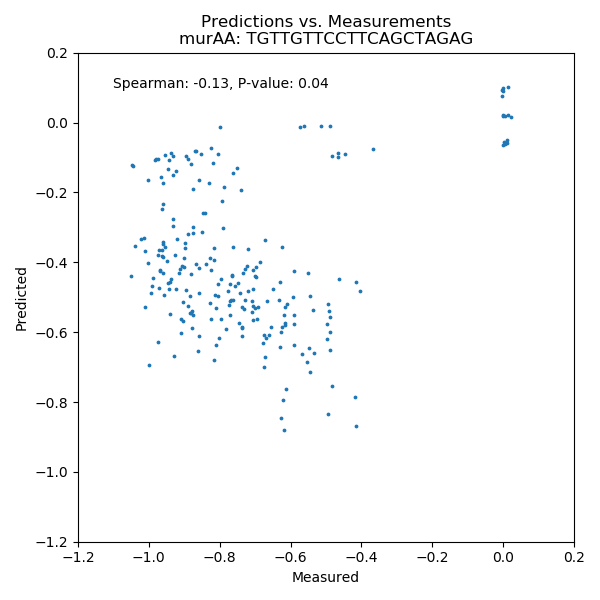 Predictions vs. Measurements
murAA: TGTTGTTCCTTCAGCTAGAG
Spearman: -0.13, P-value: 0.04
0.2
0.0
−0.2
−0.4
−0.6
−0.8
−1.0
−1.2
Predicted
−1.2 −1.0 −0.8 −0.6 −0.4 −0.2 0.0 0.2
Measured